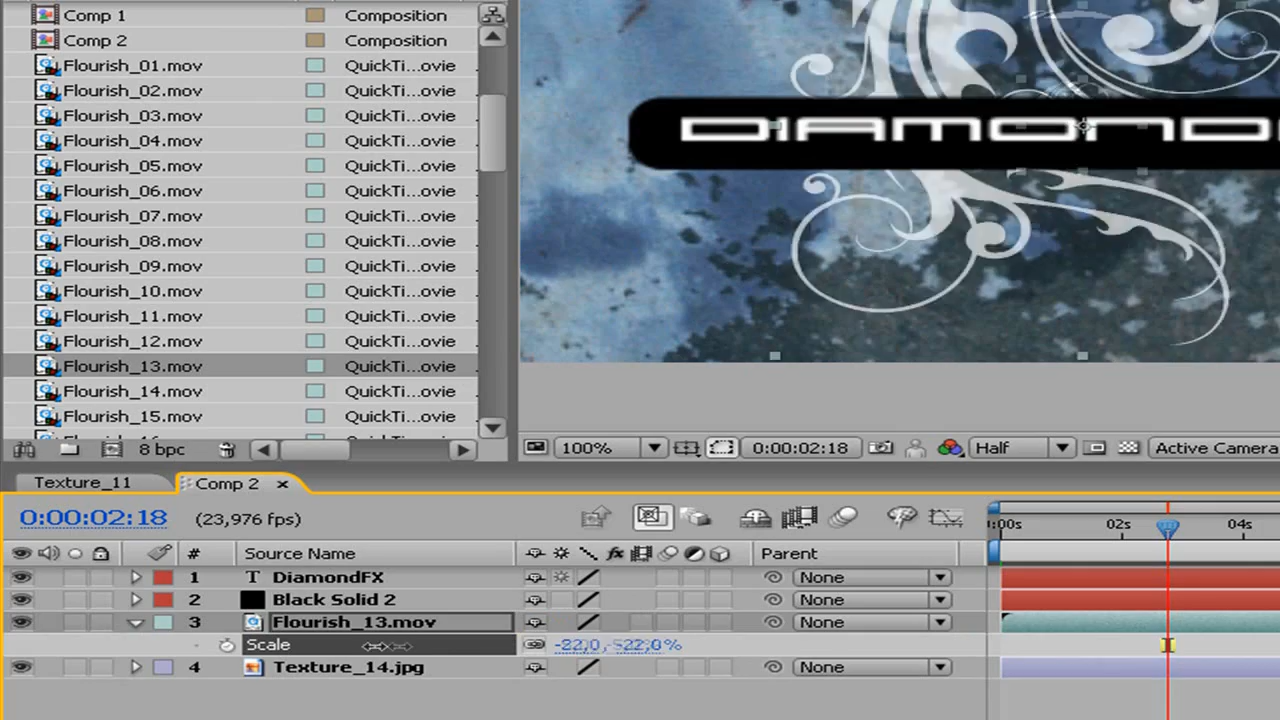 Comp 1 Composition
Comp 2 Composition
Flourish_01.mov QuickTi...ovie
Flourish_02.mov QuickTi...ovie
Flourish_03.mov QuickTi...ovie
Flourish_04.mov QuickTi...ovie
Flourish_05.mov QuickTi...ovie
Flourish_06.mov QuickTi...ovie
Flourish_07.mov QuickTi...ovie
Flourish_08.mov QuickTi...ovie
Flourish_09.mov QuickTi...ovie
Flourish_10.mov QuickTi...ovie
Flourish_11.mov QuickTi...ovie
Flourish_12.mov QuickTi...ovie
Flourish_13.mov QuickTi...ovie
Flourish_14.mov QuickTi...ovie
Flourish_15.mov QuickTi...ovie
8 bpc
DIAMOND
100% 0:00:02:18 Half Active Camera
Texture_11 Comp 2 ×
0:00:02:18 (23,976 fps) :00s 02s 04s
# Source Name fx Parent
1 T DiamondFX None
2 Black Solid 2 None
3 Flourish_13.mov None
Scale
4 Texture_14.jpg None